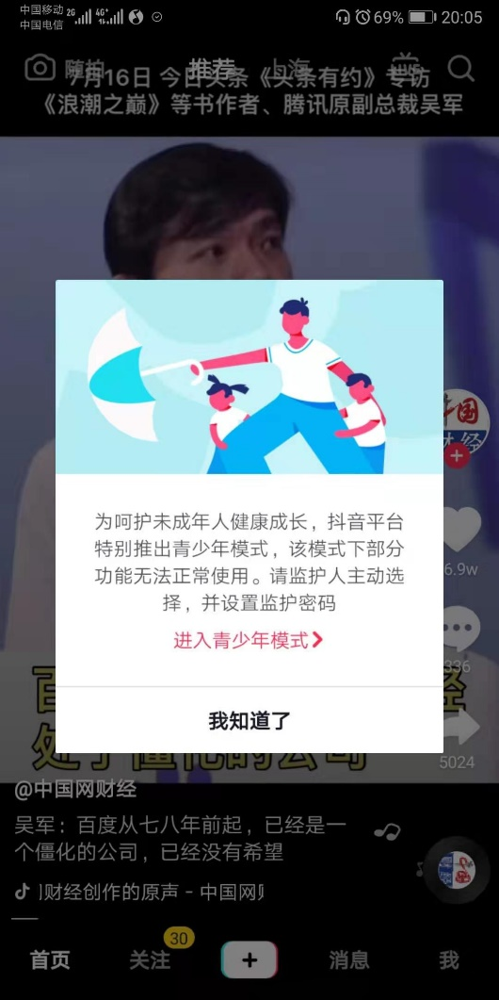 中国移动 2G 4G+ 69% 20:05
中国电信
随拍 推荐 上海 LIVE
7月16日 今日头条《头条有约》专访
《浪潮之巅》等书作者、腾讯原副总裁吴军
中国
财经
为呵护未成年人健康成长，抖音平台
特别推出青少年模式，该模式下部分
功能无法正常使用。请监护人主动选
择，并设置监护密码
进入青少年模式
我知道了
6.9w
336
5024
百
经
处于僵化的公司
@中国网财经
吴军：百度从七八年前起，已经是一
个僵化的公司，已经没有希望
财经创作的原声 - 中国网
30
首页 关注 + 消息 我